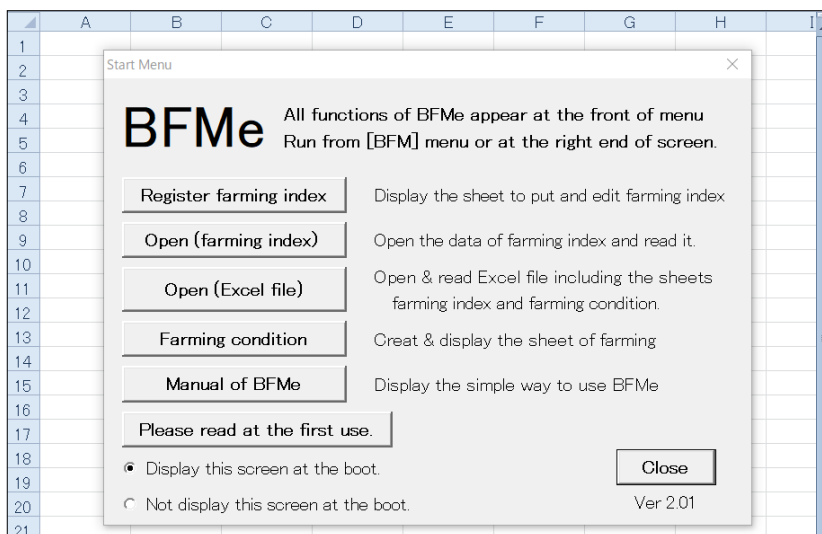 A B C D E F G H I
1
2
Start Menu
3
4
BFMe
All functions of BFMe appear at the front of menu
5
Run from [BFM] menu or at the right end of screen.
6
7
Register farming index
Display the sheet to put and edit farming index
8
9
Open (farming index)
Open the data of farming index and read it.
10
11
Open (Excel file)
Open & read Excel file including the sheets
farming index and farming condition.
12
13
Farming condition
Creat & display the sheet of farming
14
15
Manual of BFMe
Display the simple way to use BFMe
16
17
Please read at the first use.
18
Display this screen at the boot.
Close
19
20
Not display this screen at the boot.
Ver 2.01
21